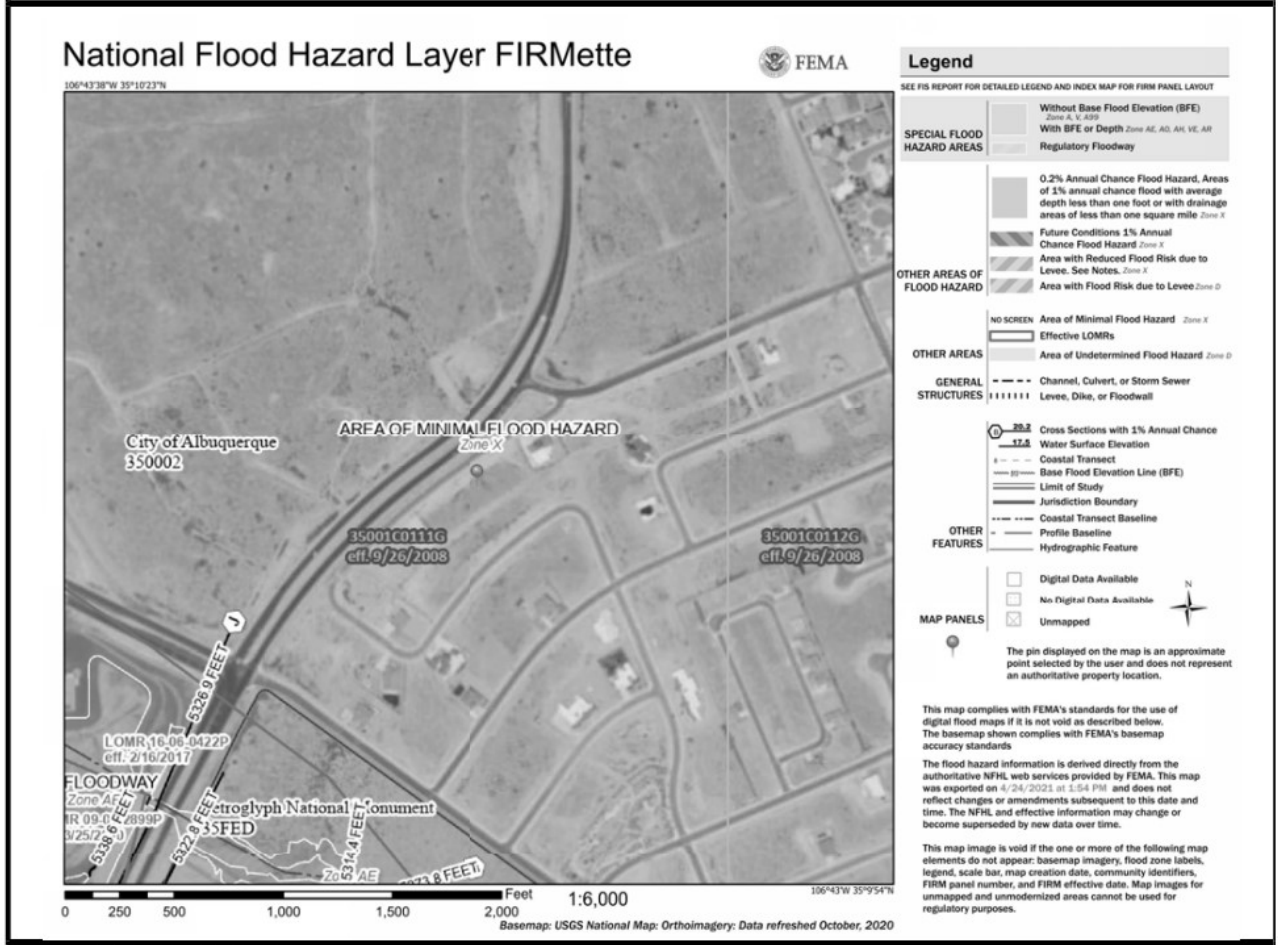 National Flood Hazard Layer FIRMette
FEMA
106°43'38"W 35°10'23"N
City of Albuquerque
350002
AREA OF MINIMAL FLOOD HAZARD
Zone X
35001C0111G
eff. 9/26/2008
35001C0112G
eff. 9/26/2008
J
5326.9 FEET
LOMR 16-06-0422P
eff. 2/16/2017
FLOODWAY
Zone AE
5338.6 FEET
5322.8 FEET
etroglyph National Monument
35FED
5314.4 FEET
Zo AE
FEET
106°43'W 35°9'54"N
Feet
0 250 500 1,000 1,500 2,000
1:6,000
Basemap: USGS National Map: Orthoimagery: Data refreshed October, 2020
Legend
SEE FIS REPORT FOR DETAILED LEGEND AND INDEX MAP FOR FIRM PANEL LAYOUT
SPECIAL FLOOD
HAZARD AREAS
Without Base Flood Elevation (BFE)
Zone A, V, A99
With BFE or Depth Zone AE, AO, AH, VE, AR
Regulatory Floodway
OTHER AREAS OF
FLOOD HAZARD
0.2% Annual Chance Flood Hazard, Areas
of 1% annual chance flood with average
depth less than one foot or with drainage
areas of less than one square mile Zone X
Future Conditions 1% Annual
Chance Flood Hazard Zone X
Area with Reduced Flood Risk due to
Levee. See Notes. Zone X
Area with Flood Risk due to Levee Zone D
OTHER AREAS
NO SCREEN Area of Minimal Flood Hazard Zone X
Effective LOMRs
Area of Undetermined Flood Hazard Zone D
GENERAL
STRUCTURES
Channel, Culvert, or Storm Sewer
Levee, Dike, or Floodwall
OTHER
FEATURES
20.2 Cross Sections with 1% Annual Chance
17.5 Water Surface Elevation
Coastal Transect
Base Flood Elevation Line (BFE)
Limit of Study
Jurisdiction Boundary
Coastal Transect Baseline
Profile Baseline
Hydrographic Feature
MAP PANELS
Digital Data Available
No Digital Data Available
Unmapped
N
The pin displayed on the map is an approximate
point selected by the user and does not represent
an authoritative property location.
This map complies with FEMA's standards for the use of
digital flood maps if it is not void as described below.
The basemap shown complies with FEMA's basemap
accuracy standards
The flood hazard information is derived directly from the
authoritative NFHL web services provided by FEMA. This map
was exported on 4/24/2021 at 1:54 PM and does not
reflect changes or amendments subsequent to this date and
time. The NFHL and effective information may change or
become superseded by new data over time.
This map image is void if the one or more of the following map
elements do not appear: basemap imagery, flood zone labels,
legend, scale bar, map creation date, community identifiers,
FIRM panel number, and FIRM effective date. Map images for
unmapped and unmodernized areas cannot be used for
regulatory purposes.